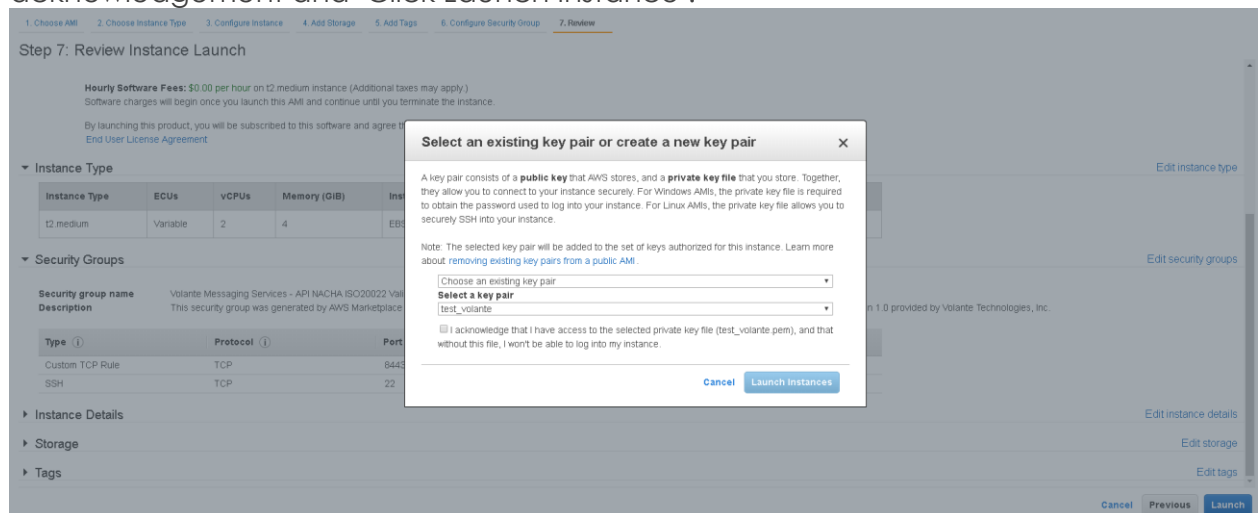 acknowledgement and 'Click Launch Instance'.
1. Choose AMI 2. Choose Instance Type 3. Configure Instance 4. Add Storage 5. Add Tags 6. Configure Security Group 7. Review
Step 7: Review Instance Launch
Hourly Software Fees: $0.00 per hour on t2.medium instance (Additional taxes may apply.)
Software charges will begin once you launch this AMI and continue until you terminate the instance.
By launching this product, you will be subscribed to this software and agree
End User License Agreement
Select an existing key pair or create a new key pair ×
A key pair consists of a public key that AWS stores, and a private key file that you store. Together,
they allow you to connect to your instance securely. For Windows AMIs, the private key file is required
to obtain the password used to log into your instance. For Linux AMIs, the private key file allows you to
securely SSH into your instance.
Note: The selected key pair will be added to the set of keys authorized for this instance. Learn more
about removing existing key pairs from a public AMI .
Choose an existing key pair
Select a key pair
test_volante
I acknowledge that I have access to the selected private key file (test_volante.pem), and that
without this file, I won't be able to log into my instance.
Cancel Launch Instances
Instance Type Edit instance type
Instance Type ECUs vCPUs Memory (GiB)
t2.medium Variable 2 4 EBS
Security Groups Edit security groups
Security group name Volante Messaging Services - API NACHA ISO20022
Description This security group was generated by AWS Marketplace n 1.0 provided by Volante Technologies, Inc.
Type Protocol Port
Custom TCP Rule TCP 8443
SSH TCP 22
Instance Details Edit instance details
Storage Edit storage
Tags Edit tags
Cancel Previous Launch